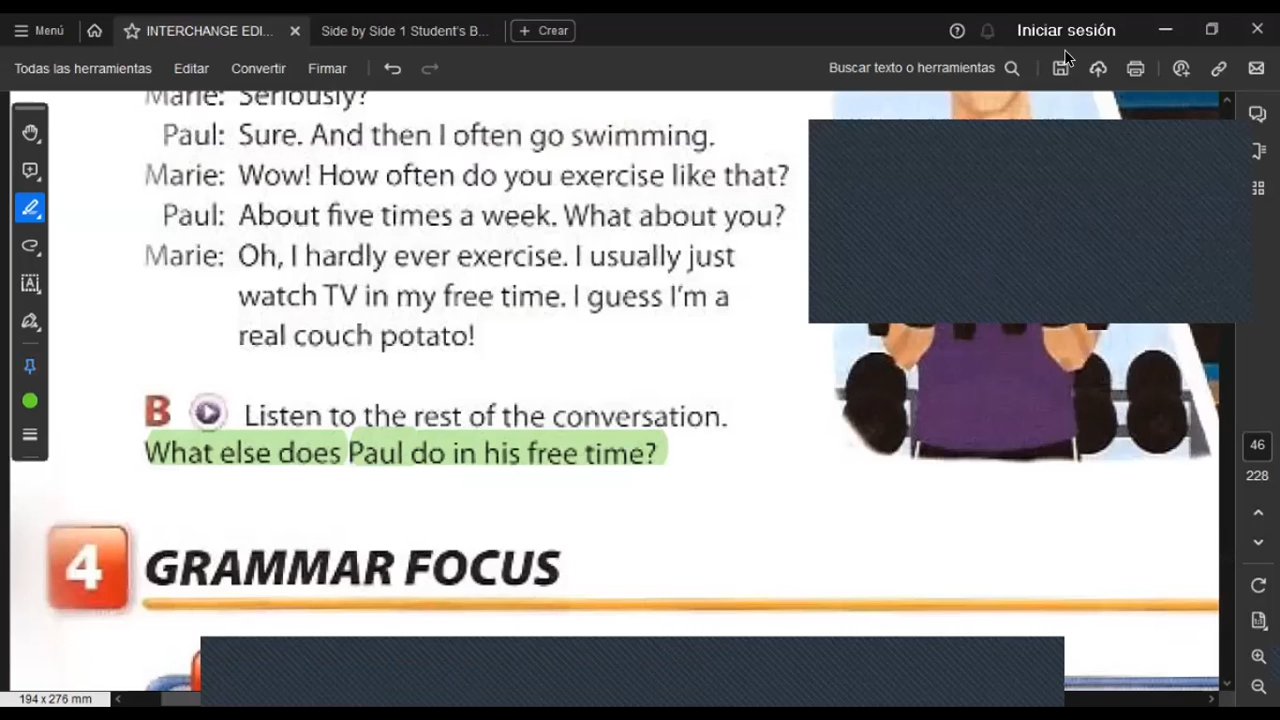 Menú
INTERCHANGE EDI...
Side by Side 1 Student's B...
Crear
Iniciar sesión
Todas las herramientas
Editar
Convertir
Firmar
Buscar texto o herramientas
Marie: Seriously?
Paul: Sure. And then I often go swimming.
Marie: Wow! How often do you exercise like that?
Paul: About five times a week. What about you?
Marie: Oh, I hardly ever exercise. I usually just
watch TV in my free time. I guess I'm a
real couch potato!
B Listen to the rest of the conversation.
What else does Paul do in his free time?
4 GRAMMAR FOCUS
46
228
194 x 276 mm